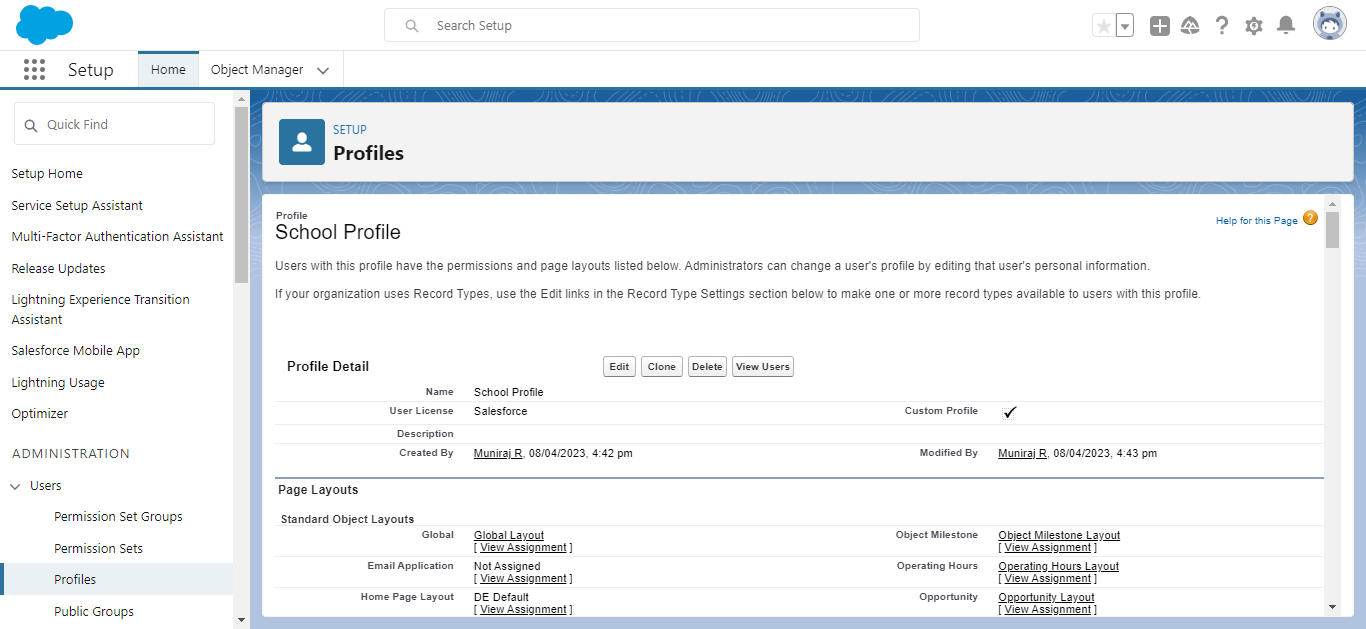 Search Setup
Setup
Home
Object Manager
Quick Find
Setup Home
Service Setup Assistant
Multi-Factor Authentication Assistant
Release Updates
Lightning Experience Transition
Assistant
Salesforce Mobile App
Lightning Usage
Optimizer
ADMINISTRATION
Users
Permission Set Groups
Permission Sets
Profiles
Public Groups
SETUP
Profiles
Profile
School Profile
Help for this Page ?
Users with this profile have the permissions and page layouts listed below. Administrators can change a user's profile by editing that user's personal information.
If your organization uses Record Types, use the Edit links in the Record Type Settings section below to make one or more record types available to users with this profile.
Profile Detail Edit Clone Delete View Users
Name School Profile
User License Salesforce Custom Profile ✓
Description
Created By Muniraj R, 08/04/2023, 4:42 pm Modified By Muniraj R, 08/04/2023, 4:43 pm
Page Layouts
Standard Object Layouts
Global Global Layout Object Milestone Object Milestone Layout
[ View Assignment ] [ View Assignment ]
Email Application Not Assigned Operating Hours Operating Hours Layout
[ View Assignment ] [ View Assignment ]
Home Page Layout DE Default Opportunity Opportunity Layout
[ View Assignment ] [ View Assignment ]